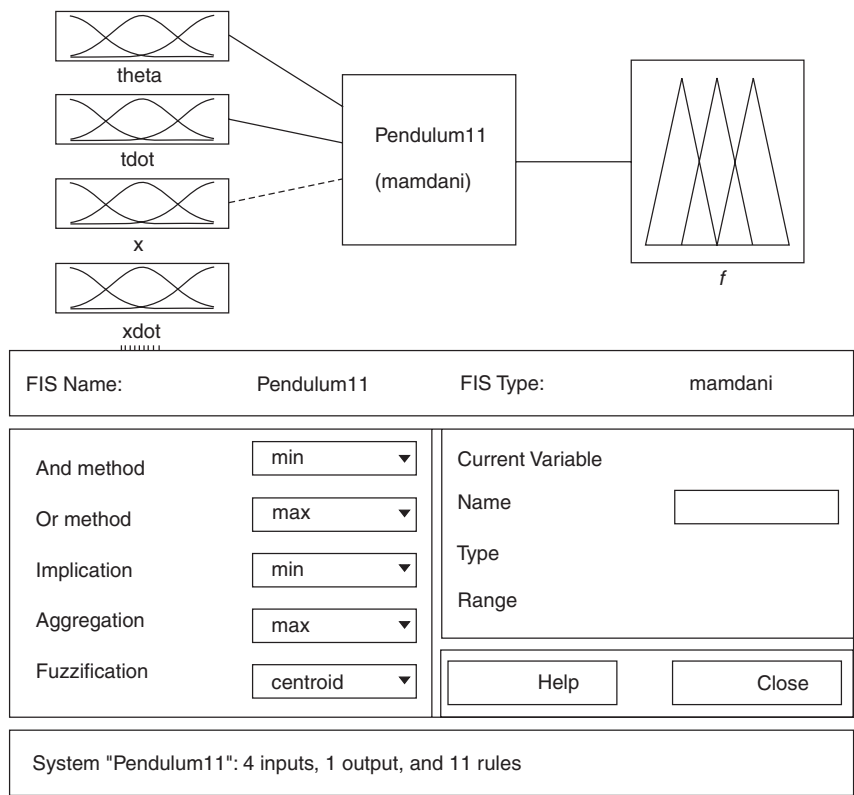 theta
tdot
x
xdot
Pendulum11
(mamdani)
f
FIS Name: Pendulum11 FIS Type: mamdani
And method min
Or method max
Implication min
Aggregation max
Fuzzification centroid
Current Variable
Name
Type
Range
Help Close
System "Pendulum11": 4 inputs, 1 output, and 11 rules